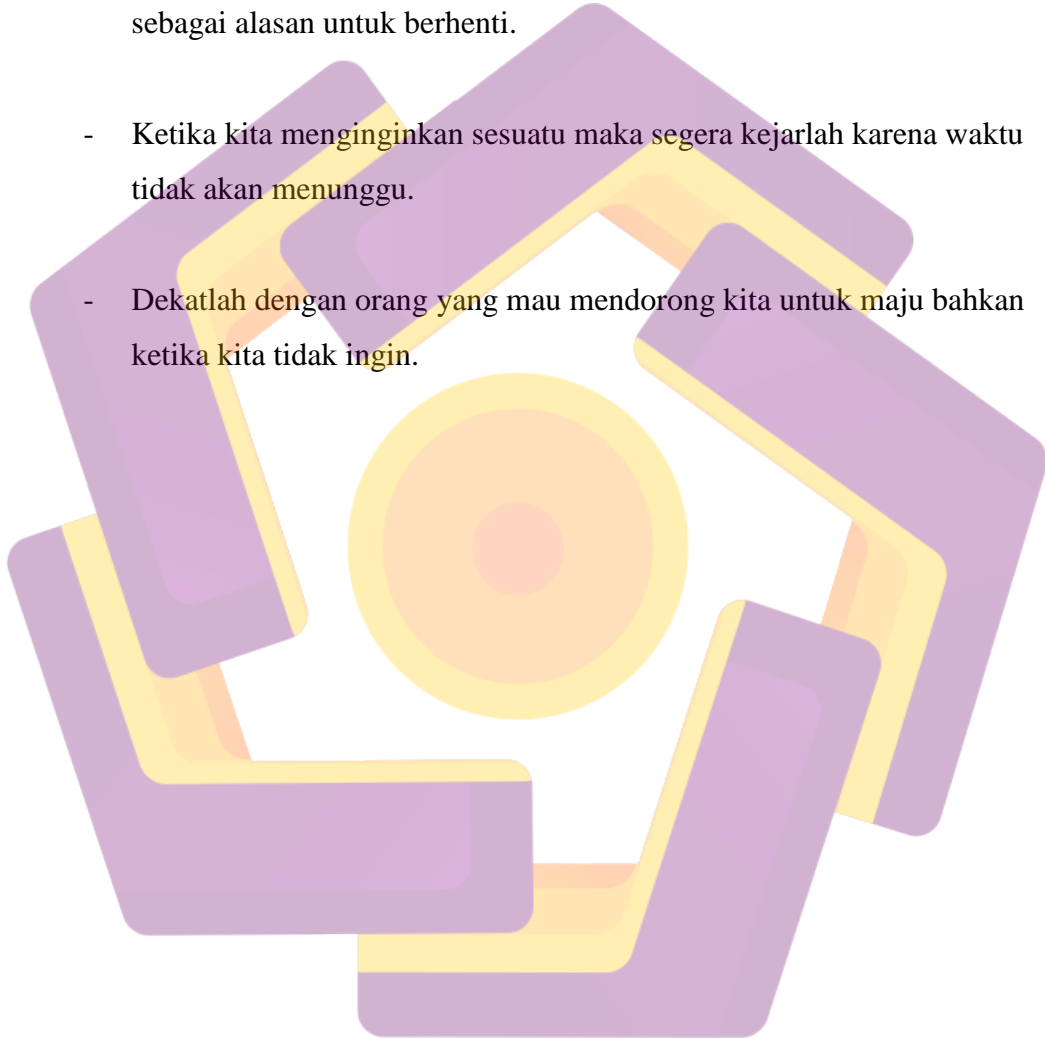 sebagai alasan untuk berhenti.
- Ketika kita menginginkan sesuatu maka segera kejarlah karena waktu
tidak akan menunggu.
- Dekatlah dengan orang yang mau mendorong kita untuk maju bahkan
ketika kita tidak ingin.